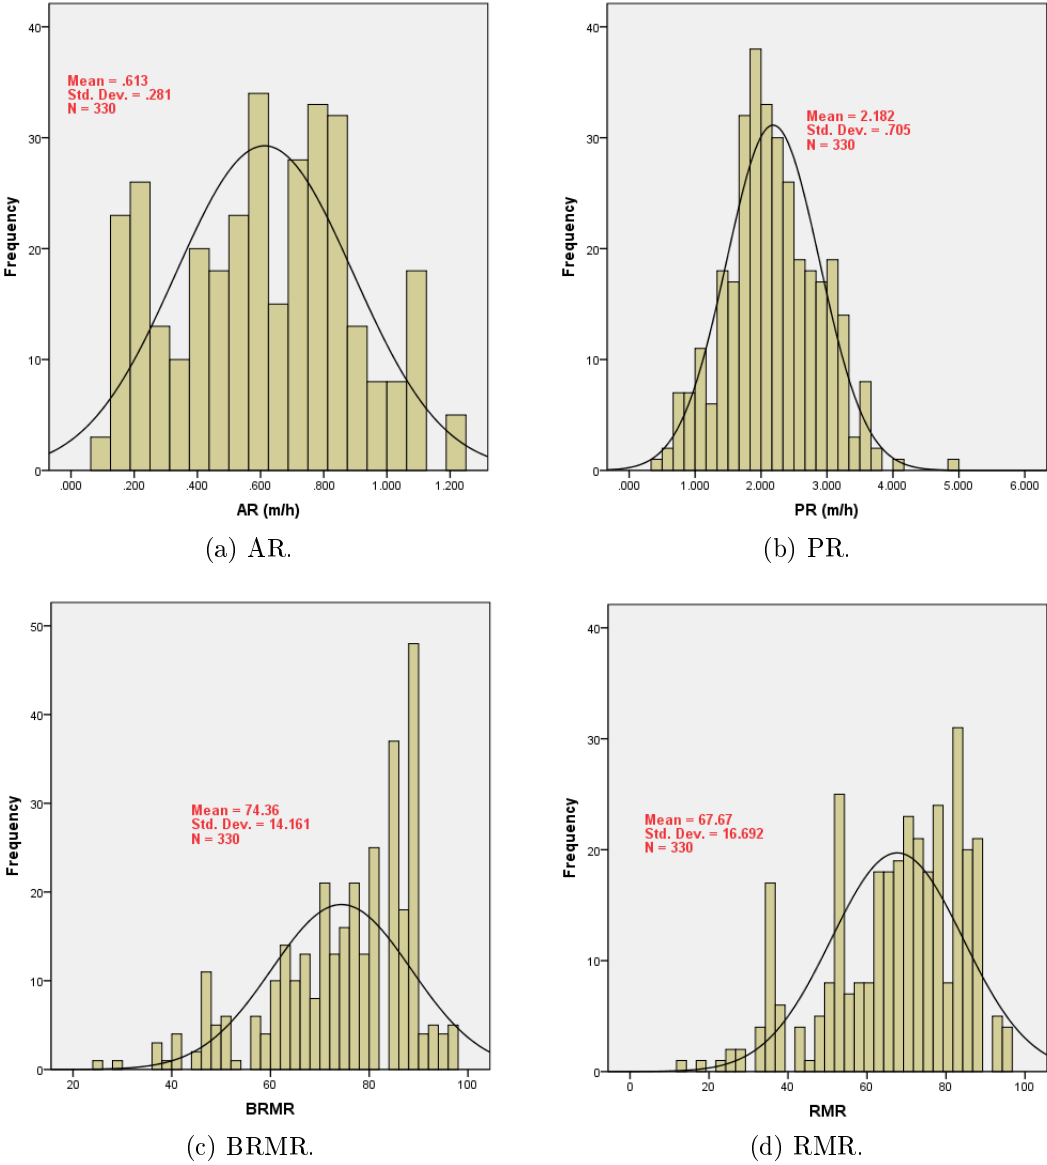 40
30
20
10
0
Frequency
Mean = .613
Std. Dev. = .281
N = 330
.000 .200 .400 .600 .800 1.000 1.200
AR (m/h)
(a) AR.
40
30
20
10
0
Frequency
Mean = 2.182
Std. Dev. = .705
N = 330
.000 1.000 2.000 3.000 4.000 5.000 6.000
PR (m/h)
(b) PR.
50
40
30
20
10
0
Frequency
Mean = 74.36
Std. Dev. = 14.161
N = 330
20 40 60 80 100
BRMR
(c) BRMR.
40
30
20
10
0
Frequency
Mean = 67.67
Std. Dev. = 16.692
N = 330
0 20 40 60 80 100
RMR
(d) RMR.